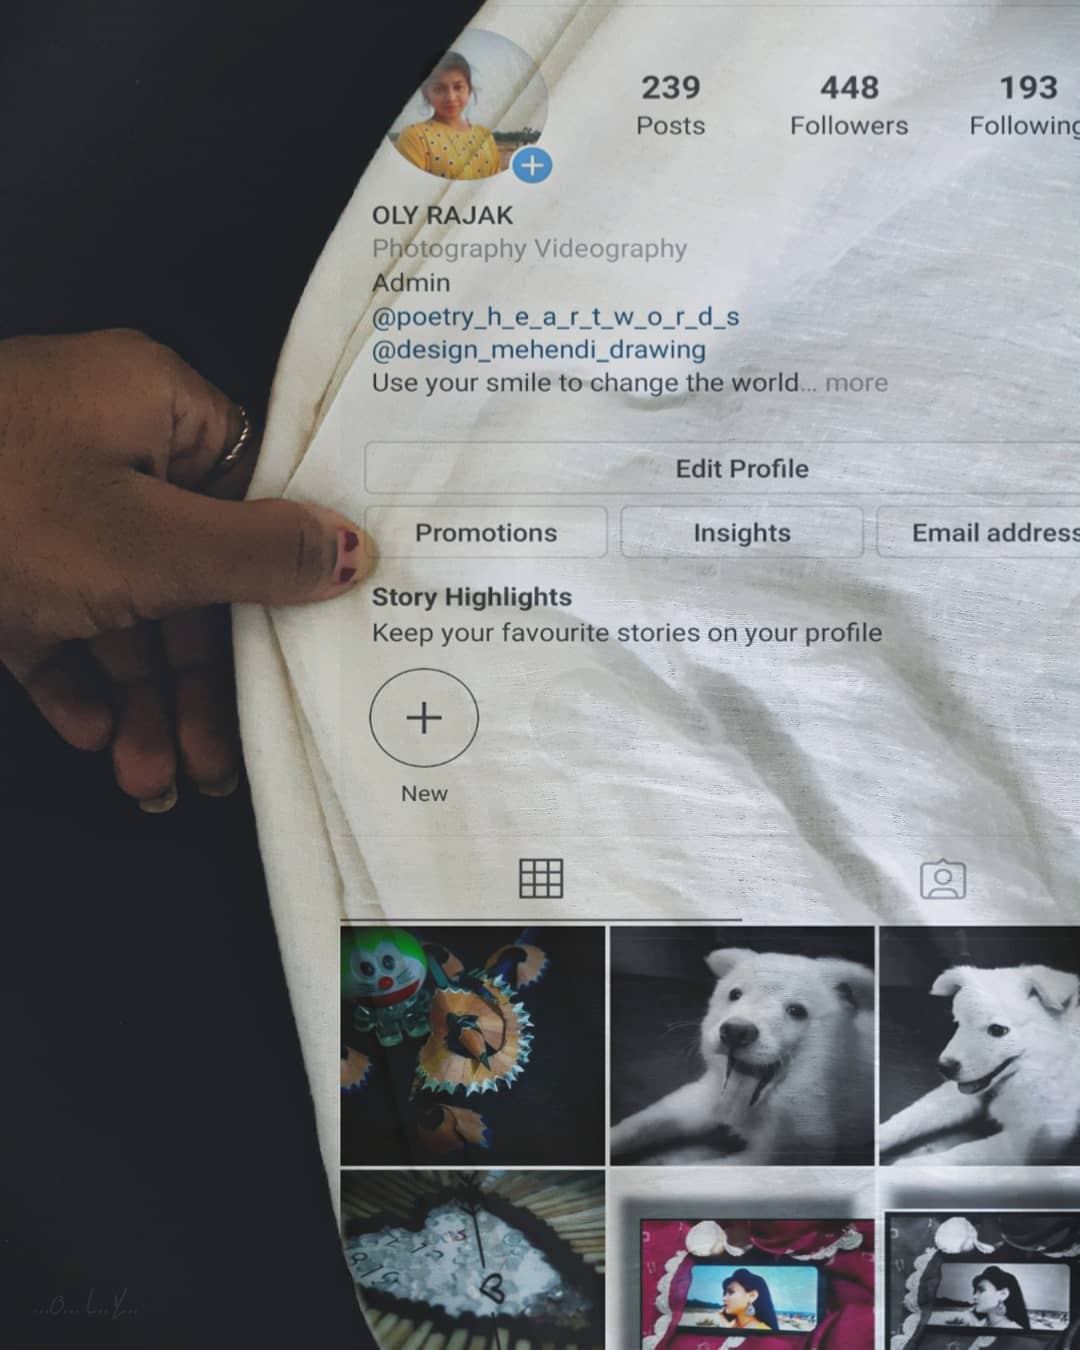 239 448 193
Posts Followers Following
OLY RAJAK
Photography Videography
Admin
@poetry_h_e_a_r_t_w_o_r_d_s
@design_mehendi_drawing
Use your smile to change the world... more
Edit Profile
Promotions Insights Email address
Story Highlights
Keep your favourite stories on your profile
New